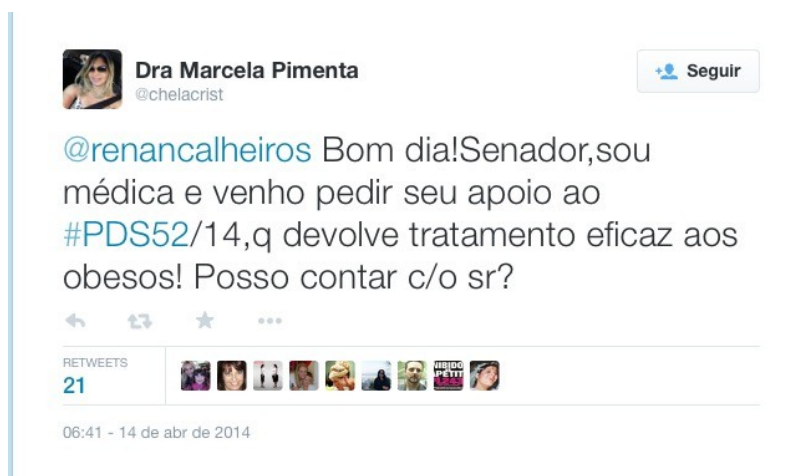 Dra Marcela Pimenta
@chelacrist
Seguir
@renancalheiros Bom dia!Senador,sou
médica e venho pedir seu apoio ao
#PDS52/14,q devolve tratamento eficaz aos
obesos! Posso contar c/o sr?
RETWEETS
21
06:41 - 14 de abr de 2014